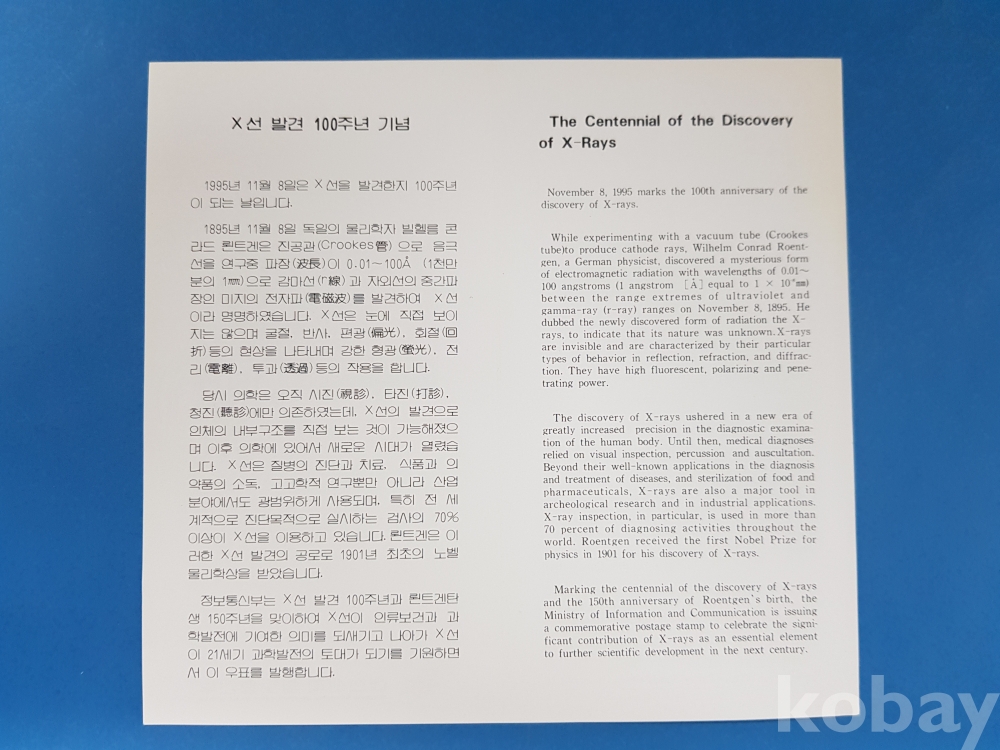 X선 발견 100주년 기념
1995년 11월 8일은 X선을 발견한지 100주년
이 되는 날입니다.
1895년 11월 8일 독일의 물리학자 빌헬름 콘
라드 뢴트겐은 진공관(Crookes管)으로 음극
선을 연구중 파장(波長)이 0.01~100Å (1천만
분의 1㎜)으로 감마선(Γ線)과 자외선의 중간파
장인 미지의 전자파(電磁波)를 발견하여 X선
이라 명명하였습니다. X선은 눈에 직접 보이
지는 않으며 굴절, 반사, 편광(偏光), 회절(回
折)등의 현상을 나타내며 강한 형광(螢光), 전
리(電離), 투과(透過)등의 작용을 합니다.
당시 의학은 오직 시진(視診), 타진(打診),
청진(聽診)에만 의존하였는데, X선의 발견으로
인체의 내부구조를 직접 보는 것이 가능해졌으
며 이후 의학에 있어서 새로운 시대가 열렸습
니다. X선은 질병의 진단과 치료, 식품과 의
약품의 소독, 고고학적 연구뿐만 아니라 산업
분야에서도 광범위하게 사용되며, 특히 전 세
계적으로 진단목적으로 실시하는 검사의 70%
이상이 X선을 이용하고 있습니다. 뢴트겐은 이
러한 X선 발견의 공로로 1901년 최초의 노벨
물리학상을 받았습니다.
정보통신부는 X선 발견 100주년과 뢴트겐탄
생 150주년을 맞이하여 X선이 인류보건과 과
학발전에 기여한 의미를 되새기고 나아가 X선
이 21세기 과학발전의 토대가 되기를 기원하면
서 이 우표를 발행합니다.
The Centennial of the Discovery
of X-Rays
November 8, 1995 marks the 100th anniversary of the
discovery of X-rays.
While experimenting with a vacuum tube (Crookes
tube)to produce cathode rays, Wilhelm Conrad Roent-
gen, a German physicist, discovered a mysterious form
of electromagnetic radiation with wavelengths of 0.01~
100 angstroms (1 angstrom [Å] equal to 1 ×
between the range extremes of ultraviolet and
gamma-ray (r-ray) ranges on November 8, 1895. He
dubbed the newly discovered form of radiation the X-
rays, to indicate that its nature was unknown. X-rays
are invisible and are characterized by their particular
types of behavior in reflection, refraction, and diffrac-
tion. They have high fluorescent, polarizing and pene-
trating power.
The discovery of X-rays ushered in a new era of
greatly increased precision in the diagnostic examina-
tion of the human body. Until then, medical diagnoses
relied on visual inspection, percussion and auscultation.
Beyond their well-known applications in the diagnosis
and treatment of diseases, and sterilization of food and
pharmaceuticals, X-rays are also a major tool in
archeological research and in industrial applications.
X-ray inspection, in particular, is used in more than
70 percent of diagnosing activities throughout the
world. Roentgen received the first Nobel Prize for
physics in 1901 for his discovery of X-rays.
Marking the centennial of the discovery of X-rays
and the 150th anniversary of Roentgen's birth, the
Ministry of Information and Communication is issuing
a commemorative postage stamp to celebrate the signi-
ficant contribution of X-rays as an essential element
to further scientific development in the next century.
kobay